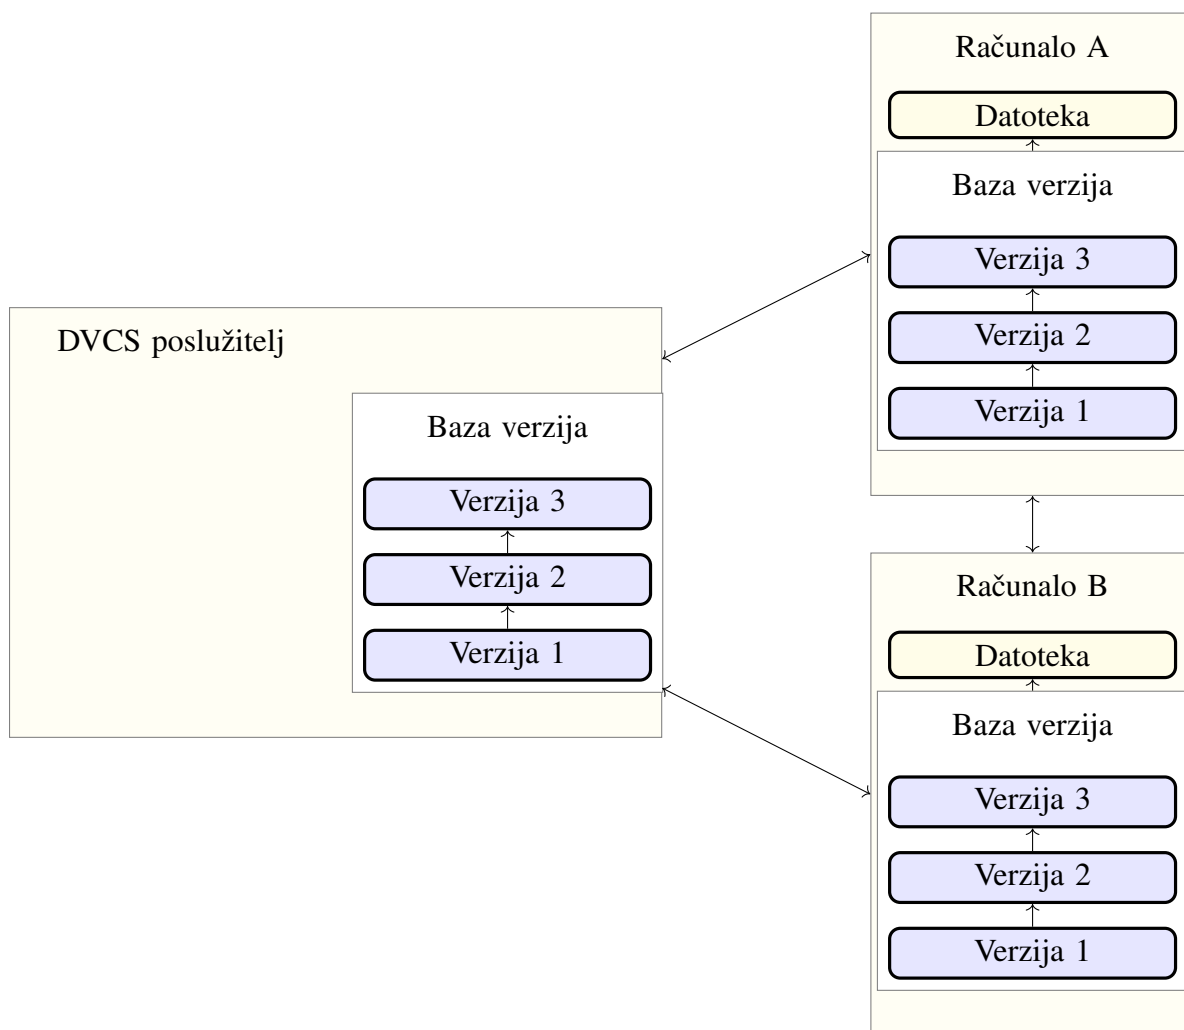 DVCS poslužitelj
Baza verzija
Verzija 3
Verzija 2
Verzija 1
Računalo A
Datoteka
Baza verzija
Verzija 3
Verzija 2
Verzija 1
Računalo B
Datoteka
Baza verzija
Verzija 3
Verzija 2
Verzija 1